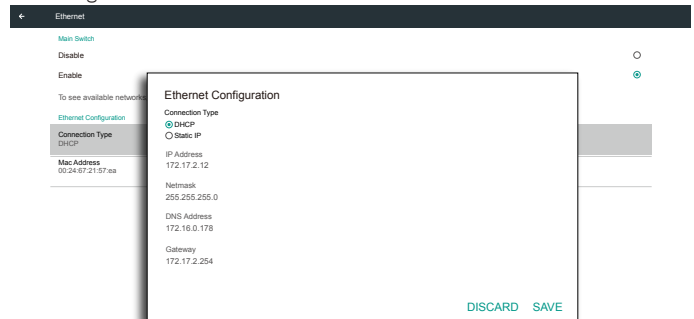 Ethernet
Main Switch
Disable
Enable
To see available networks
Ethernet Configuration
Connection Type
DHCP
Mac Address
00:24:67:21:57:ea
Ethernet Configuration
Connection Type
DHCP
Static IP
IP Address
172.17.2.12
Netmask
255.255.255.0
DNS Address
172.16.0.178
Gateway
172.17.2.254
DISCARD SAVE